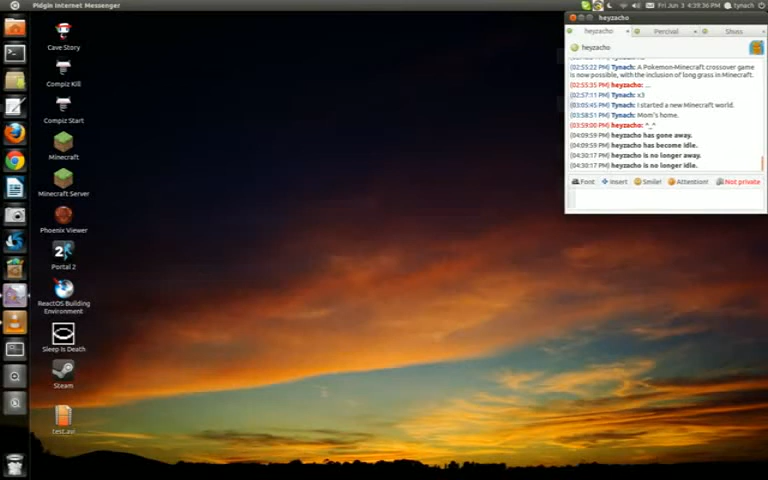 Pidgin Internet Messenger
Fri Jun 3 4:39:36 PM
tynach
Cave Story
Compiz Kill
Compiz Start
Minecraft
Minecraft Server
Phoenix Viewer
Portal 2
ReactOS Building
Environment
Sleep Is Death
Steam
test.avi
heyzacho
heyzacho
Percival
heyzacho
(02:55:22 PM) Tynach: A Pokemon-Minecraft crossover game
is now possible, with the inclusion of long grass in Minecraft.
(02:55:35 PM) heyzacho: ...
(02:57:11 PM) Tynach: x3
(03:05:45 PM) Tynach: I started a new Minecraft world.
(03:58:51 PM) Tynach: Mom's home.
(03:59:00 PM) heyzacho: ^_^
(04:09:59 PM) heyzacho has gone away.
(04:09:59 PM) heyzacho has become idle.
(04:30:17 PM) heyzacho is no longer away.
(04:30:17 PM) heyzacho is no longer idle.
Font Insert Smile! Attention! Not private